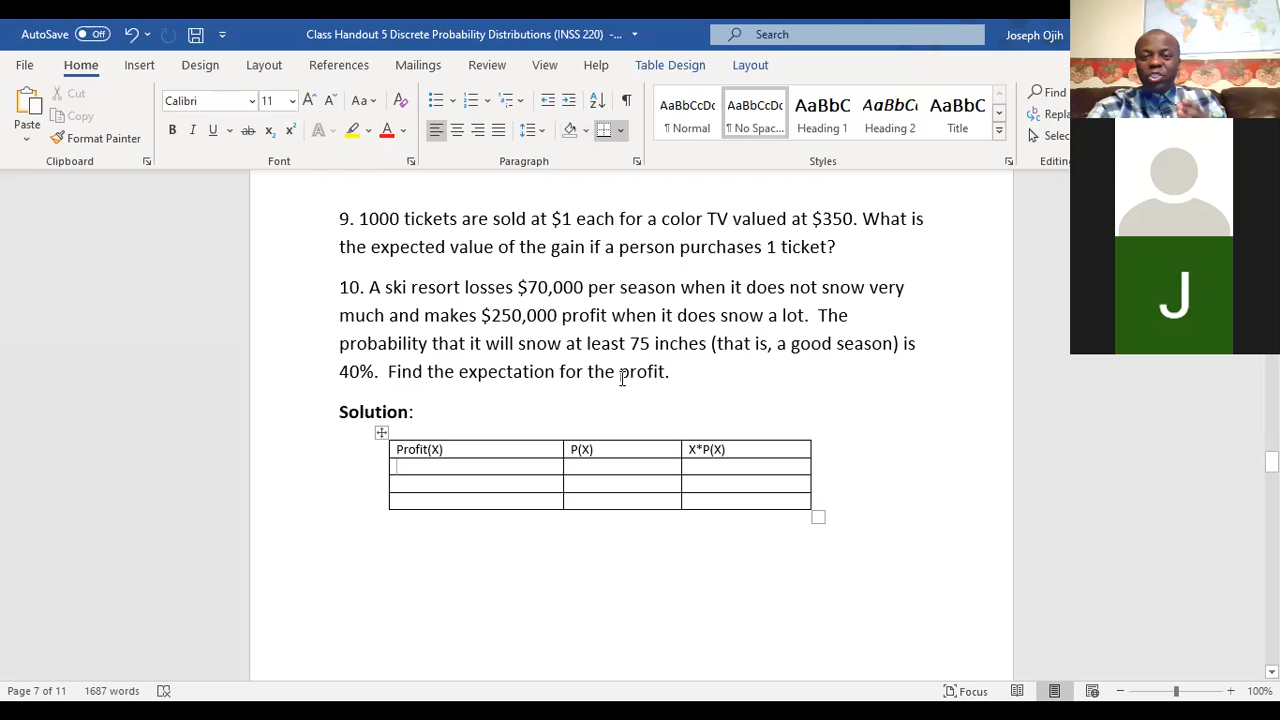 AutoSave Off Class Handout 5 Discrete Probability Distributions (INSS 220) -... Search Joseph Ojih
File Home Insert Design Layout References Mailings Review View Help Table Design Layout
Paste Cut Copy Format Painter
Calibri 11
AaBbCcDc AaBbCcDc AaBbC AaBbCc AaBbC
¶ Normal ¶ No Spac... Heading 1 Heading 2 Title
Find
Clipboard Font Paragraph Styles
9. 1000 tickets are sold at $1 each for a color TV valued at $350. What is
the expected value of the gain if a person purchases 1 ticket?
10. A ski resort losses $70,000 per season when it does not snow very
much and makes $250,000 profit when it does snow a lot. The
probability that it will snow at least 75 inches (that is, a good season) is
40%. Find the expectation for the profit.
Solution:
Profit(X) P(X) X*P(X)
J
Page 7 of 11 1687 words Focus 100%